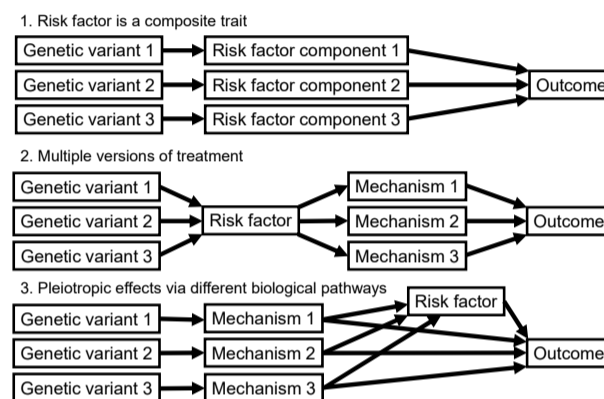 1. Risk factor is a composite trait
Genetic variant 1
Risk factor component 1
Genetic variant 2
Risk factor component 2
Outcome
Genetic variant 3
Risk factor component 3
2. Multiple versions of treatment
Genetic variant 1
Mechanism 1
Genetic variant 2
Risk factor
Mechanism 2
Outcome
Genetic variant 3
Mechanism 3
3. Pleiotropic effects via different biological pathways
Risk factor
Genetic variant 1
Mechanism 1
Genetic variant 2
Mechanism 2
Outcome
Genetic variant 3
Mechanism 3